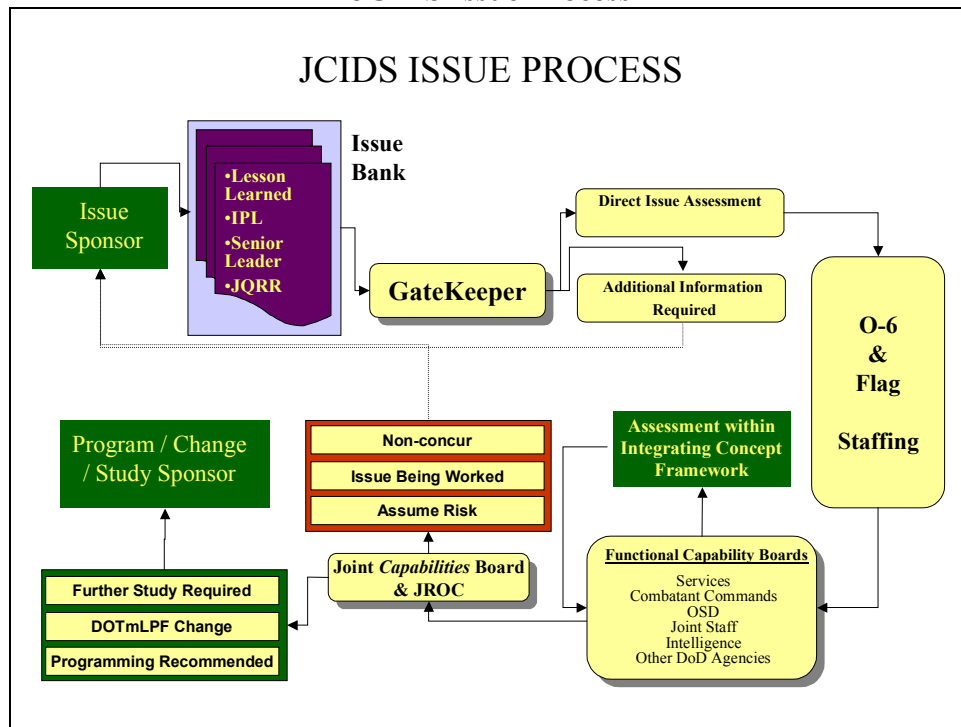 JCIDS ISSUE PROCESS
Issue
Bank
•Lesson
Learned
•IPL
•Senior
Leader
•JQRR
Issue
Sponsor
GateKeeper
Direct Issue Assessment
Additional Information
Required
O-6
&
Flag
Staffing
Program / Change
/ Study Sponsor
Non-concur
Issue Being Worked
Assume Risk
Assessment within
Integrating Concept
Framework
Joint Capabilities Board
& JROC
Functional Capability Boards
Services
Combatant Commands
OSD
Joint Staff
Intelligence
Other DoD Agencies
Further Study Required
DOTmLPF Change
Programming Recommended